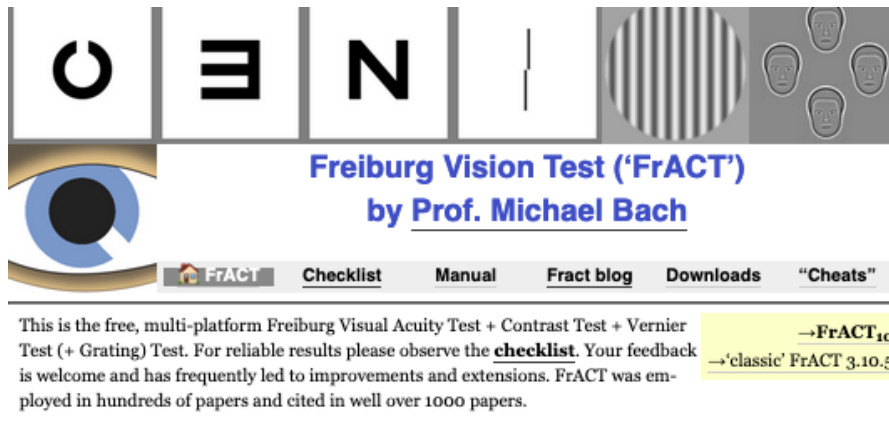 N
Freiburg Vision Test (‘FrACT’)
by Prof. Michael Bach
FrACT Checklist Manual Fract blog Downloads “Cheats”
This is the free, multi-platform Freiburg Visual Acuity Test + Contrast Test + Vernier
Test (+ Grating) Test. For reliable results please observe the checklist. Your feedback
is welcome and has frequently led to improvements and extensions. FrACT was em-
ployed in hundreds of papers and cited in well over 1000 papers.
→FrACT₁₀
→‘classic’ FrACT 3.10.5